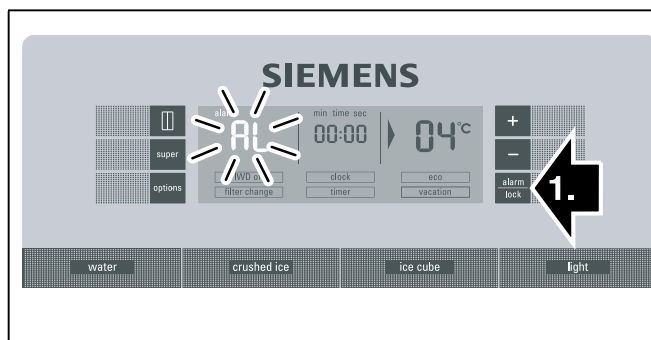 SIEMENS
super
options
AL
min time sec
00:00
04°C
clock
eco
filter change
timer
vacation
+
−
alarm
lock
1.
water
crushed ice
ice cube
light